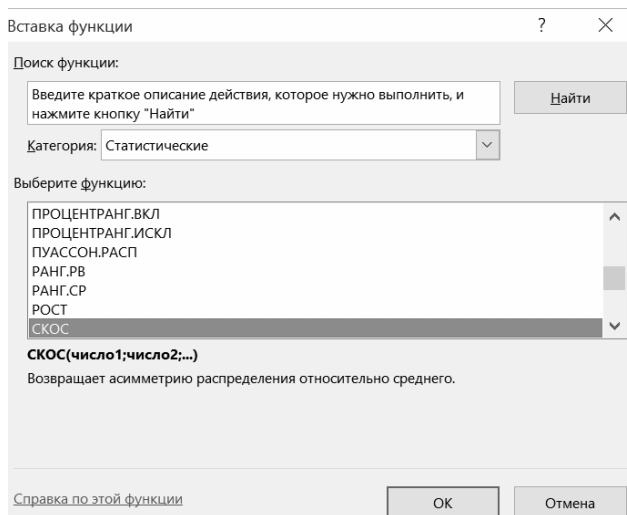 Вставка функции ? ×
Поиск функции:
Введите краткое описание действия, которое нужно выполнить, и
нажмите кнопку "Найти"
Найти
Категория: Статистические
Выберите функцию:
ПРОЦЕНТРАНГ.ВКЛ
ПРОЦЕНТРАНГ.ИСКЛ
ПУАССОН.РАСП
РАНГ.РВ
РАНГ.СР
РОСТ
СКОС
СКОС(число1;число2;...)
Возвращает асимметрию распределения относительно среднего.
Справка по этой функции
ОК
Отмена